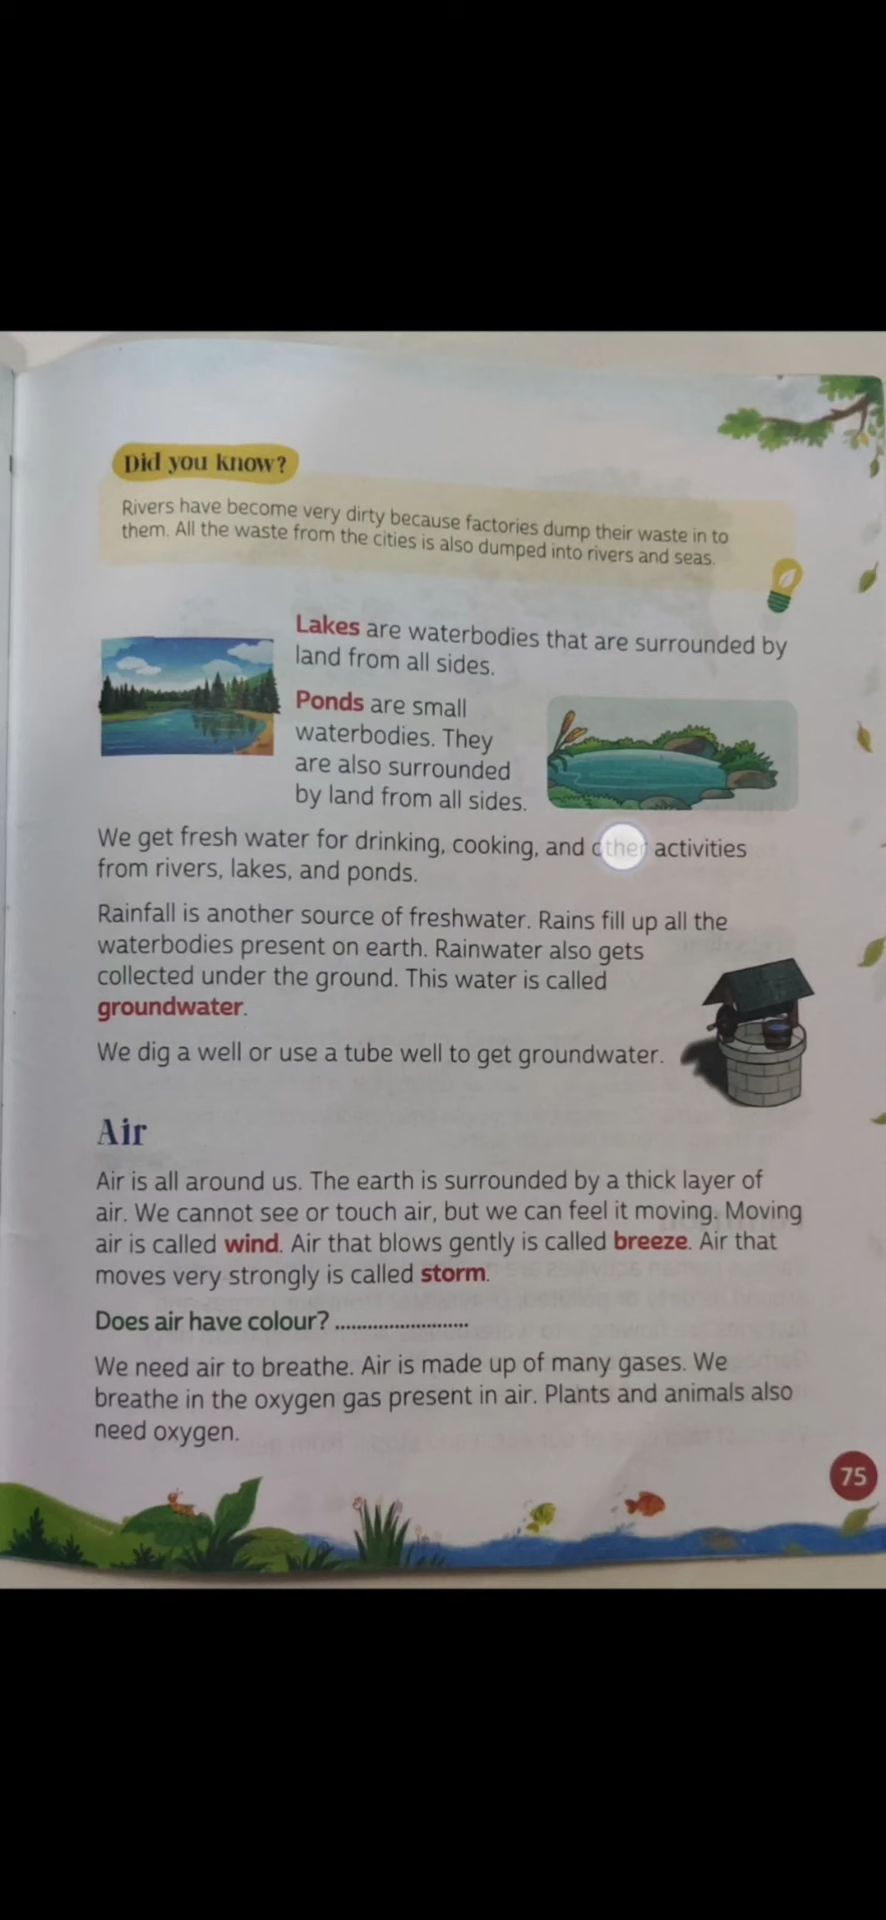 Did you know?
Rivers have become very dirty because factories dump their waste in to
them. All the waste from the cities is also dumped into rivers and seas.
Lakes are waterbodies that are surrounded by
land from all sides.
Ponds are small
waterbodies. They
are also surrounded
by land from all sides.
We get fresh water for drinking, cooking, and other activities
from rivers, lakes, and ponds.
Rainfall is another source of freshwater. Rains fill up all the
waterbodies present on earth. Rainwater also gets
collected under the ground. This water is called
groundwater.
We dig a well or use a tube well to get groundwater.
Air
Air is all around us. The earth is surrounded by a thick layer of
air. We cannot see or touch air, but we can feel it moving. Moving
air is called wind. Air that blows gently is called breeze. Air that
moves very strongly is called storm.
Does air have colour? ........................
We need air to breathe. Air is made up of many gases. We
breathe in the oxygen gas present in air. Plants and animals also
need oxygen.
75